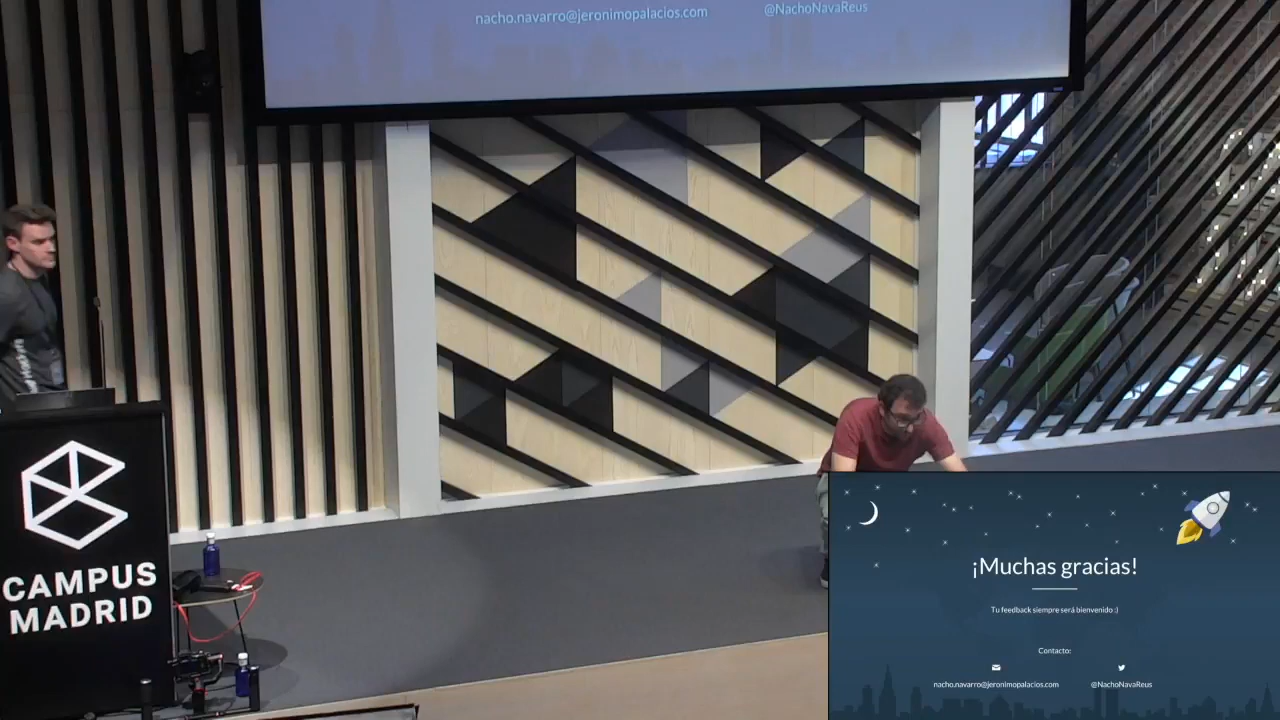 nacho.navarro@jeronimopalacios.com
@NachoNavaReus
CAMPUS
MADRID
¡Muchas gracias!
Tu feedback siempre será bienvenido :)
Contacto:
nacho.navarro@jeronimopalacios.com
@NachoNavaReus